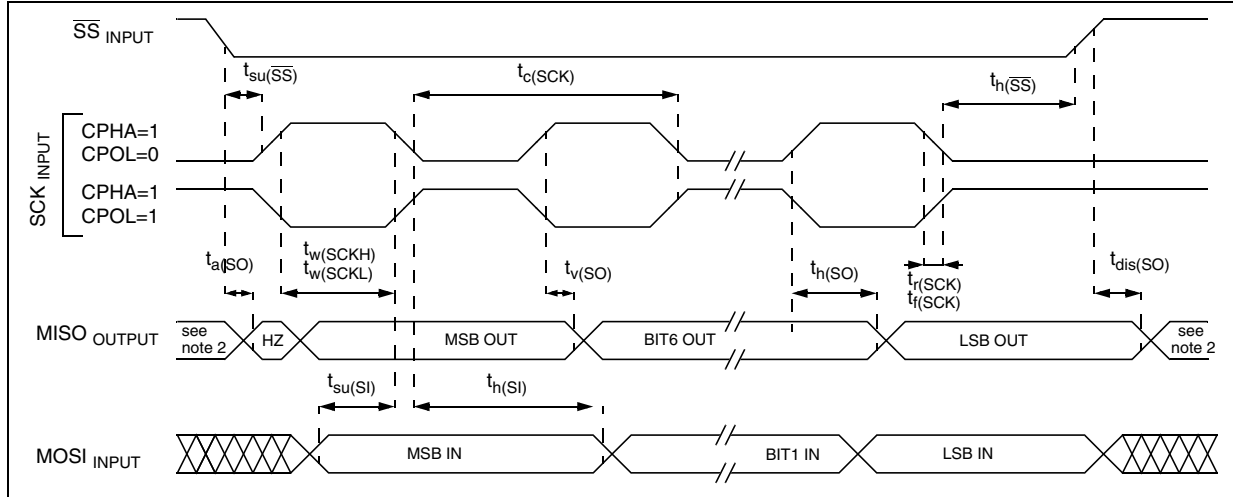 SS INPUT
tsu(SS)
tc(SCK)
th(SS)
SCK INPUT
CPHA=1
CPOL=0
CPHA=1
CPOL=1
ta(SO)
tw(SCKH)
tw(SCKL)
tv(SO)
th(SO)
tr(SCK)
tf(SCK)
tdis(SO)
MISO OUTPUT
see
note 2
HZ
MSB OUT
BIT6 OUT
LSB OUT
see
note 2
tsu(SI)
th(SI)
MOSI INPUT
MSB IN
BIT1 IN
LSB IN